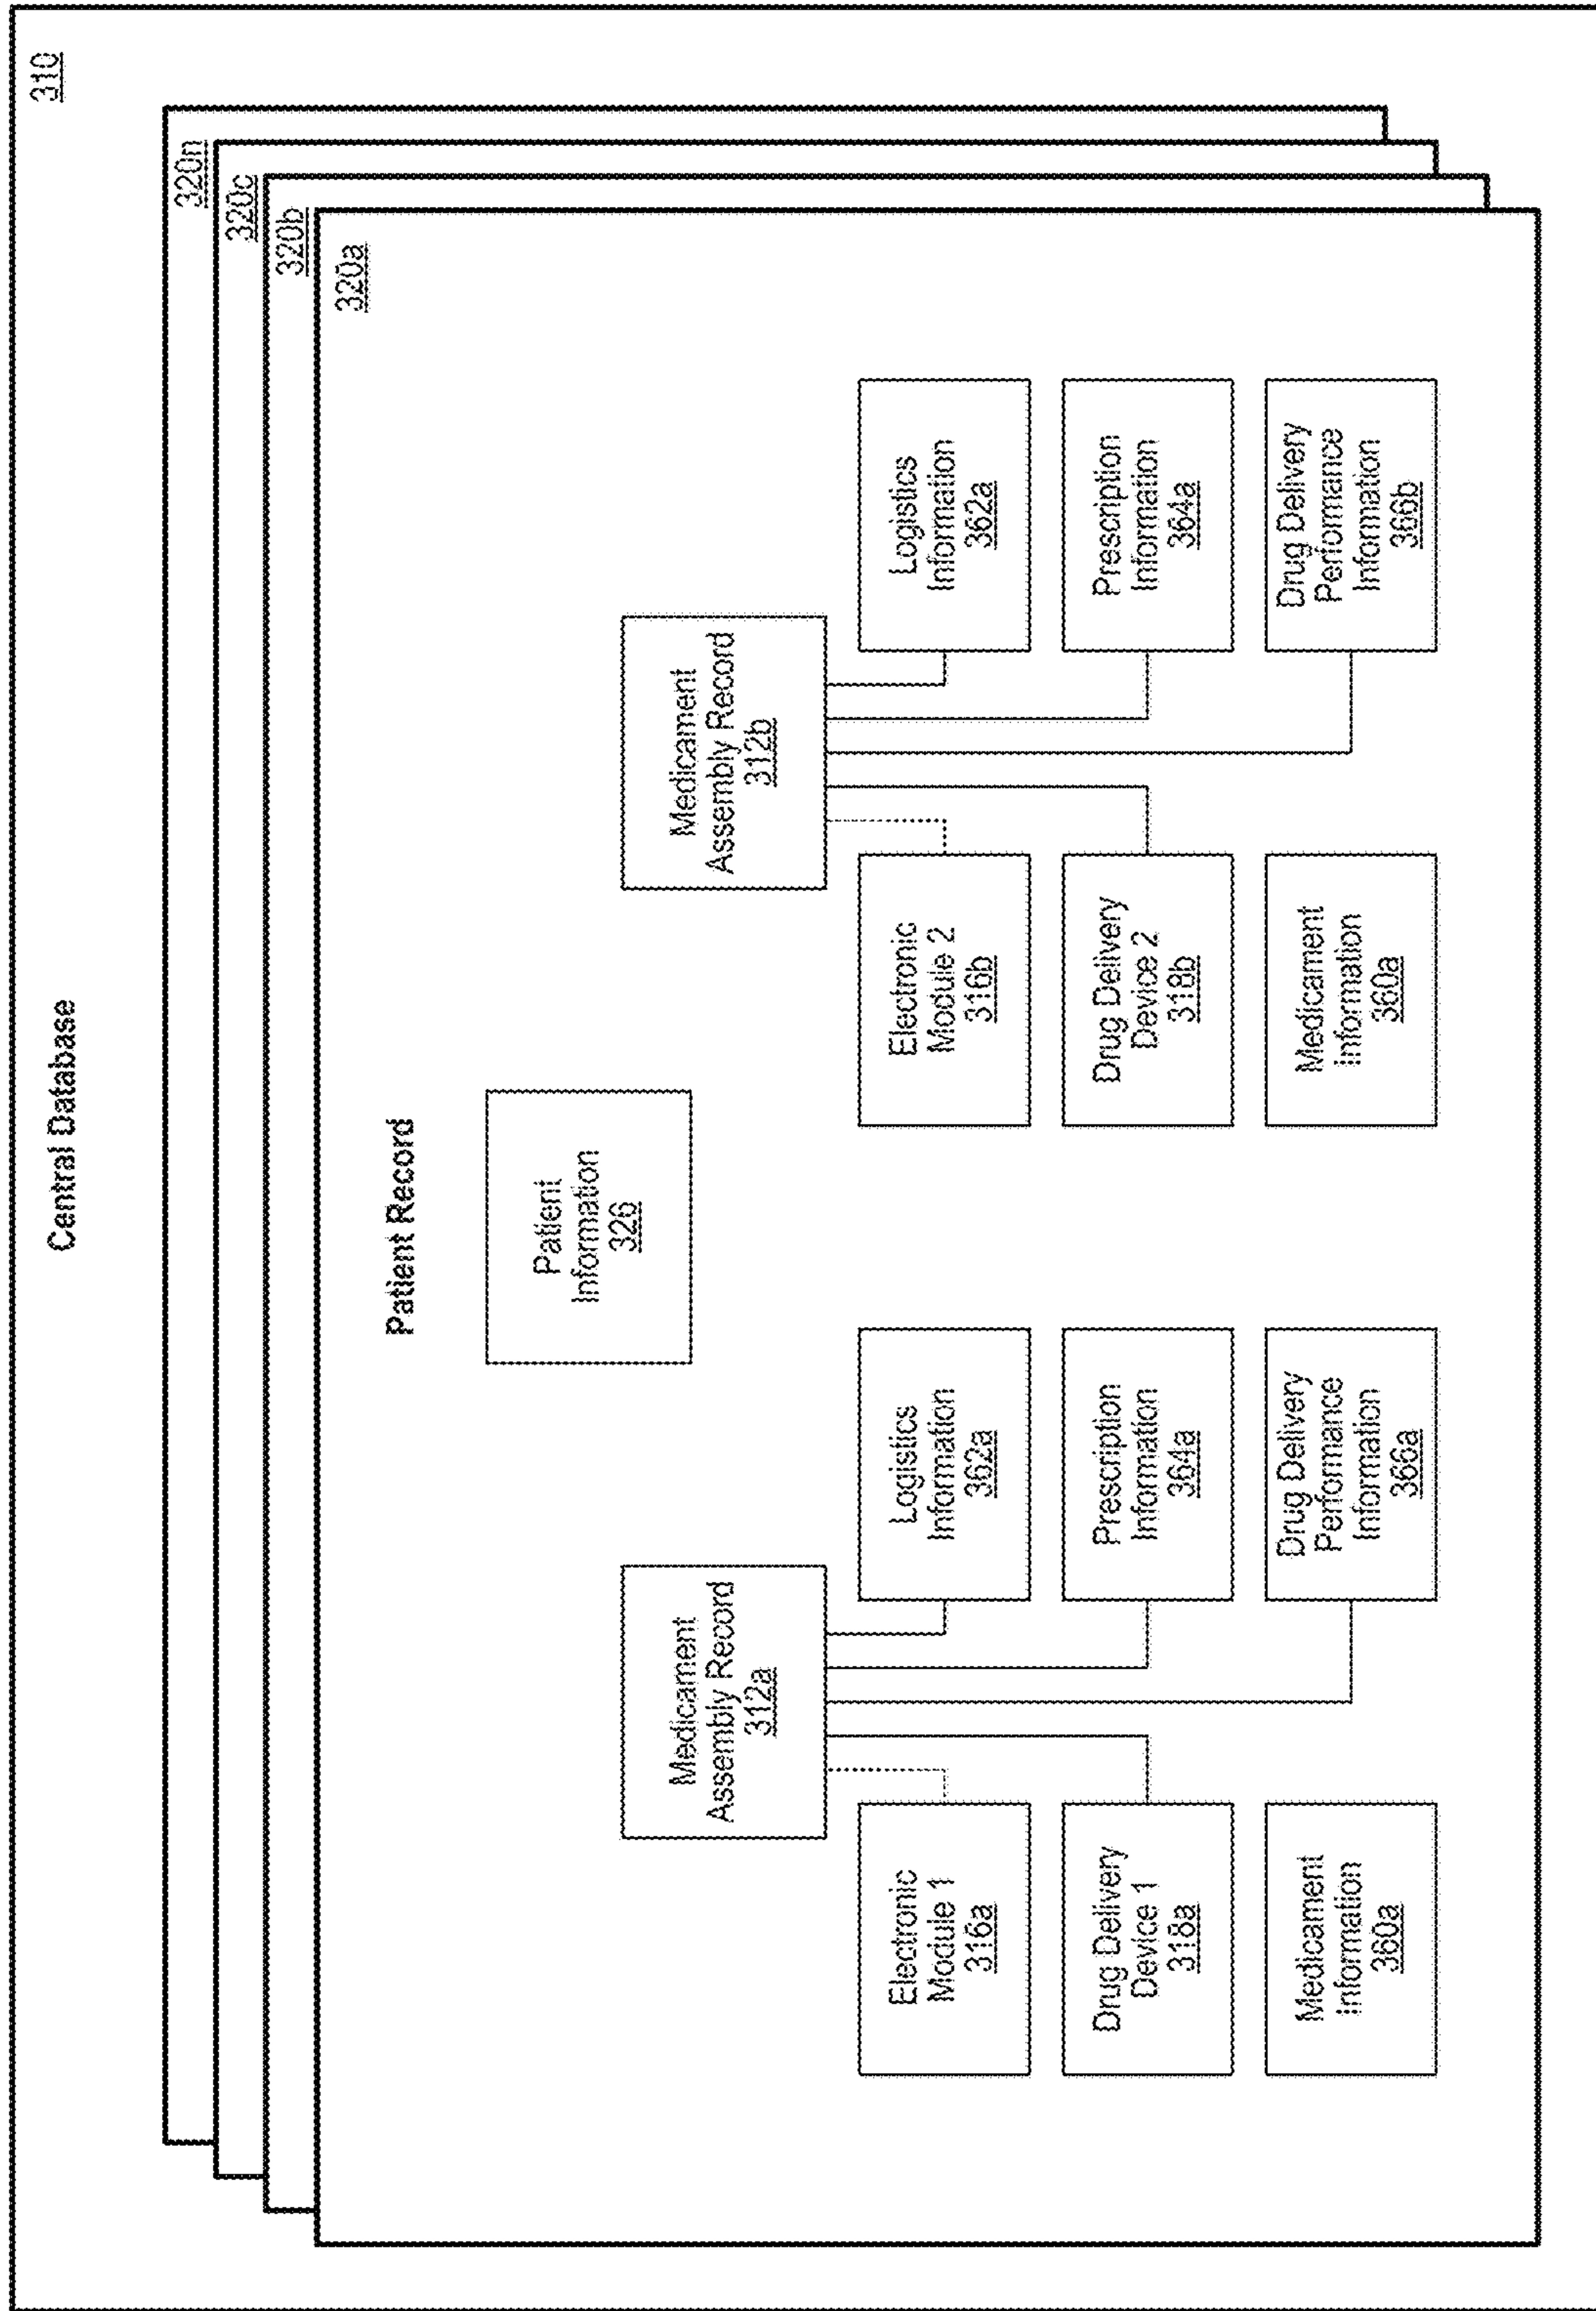 Central Database
310
320n
320c
320b
320a
Patient Record
Patient
Information
326
Medicament
Assembly Record
312a
Medicament
Assembly Record
312b
Electronic
Module 1
316a
Logistics
Information
362a
Electronic
Module 2
316b
Logistics
Information
362a
Drug Delivery
Device 1
318a
Prescription
Information
364a
Drug Delivery
Device 2
318b
Prescription
Information
364a
Medicament
Information
360a
Drug Delivery
Performance
Information
366a
Medicament
Information
360a
Drug Delivery
Performance
Information
366b